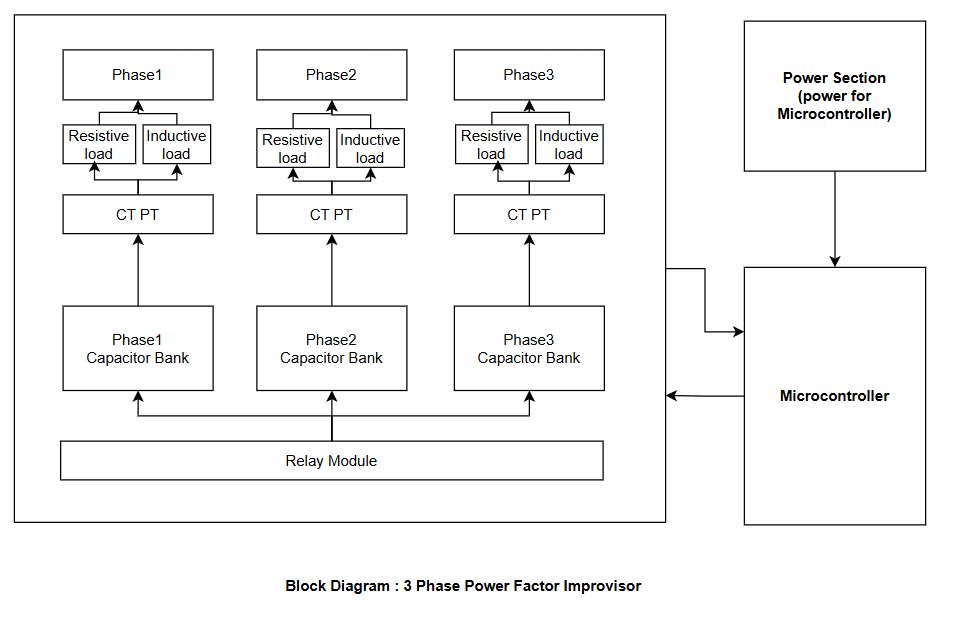 Phase1
Phase2
Phase3
Power Section
(power for
Microcontroller)
Resistive
load
Inductive
load
Resistive
load
Inductive
load
Resistive
load
Inductive
load
CT PT
CT PT
CT PT
Phase1
Capacitor Bank
Phase2
Capacitor Bank
Phase3
Capacitor Bank
Microcontroller
Relay Module
Block Diagram : 3 Phase Power Factor Improvisor